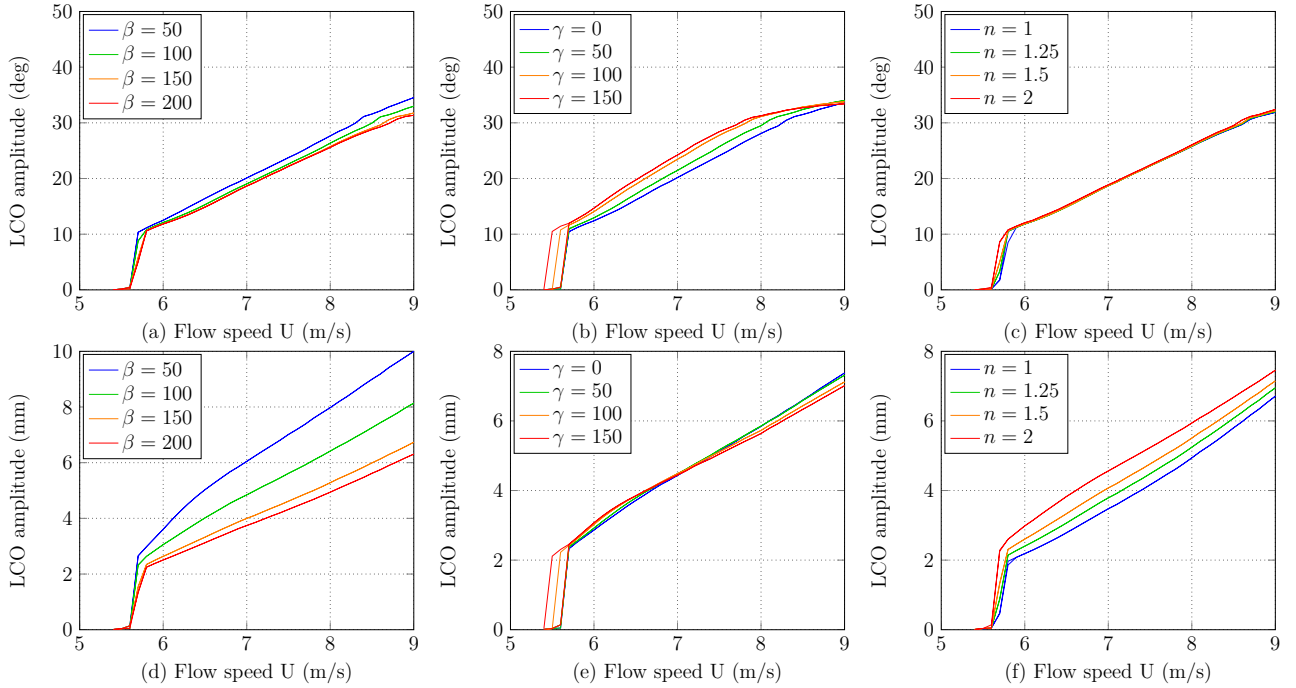 50
40
30
20
10
0
LCO amplitude (deg)
β = 50
β = 100
β = 150
β = 200
5 6 7 8 9
(a) Flow speed U (m/s)
50
40
30
20
10
0
LCO amplitude (deg)
γ = 0
γ = 50
γ = 100
γ = 150
5 6 7 8 9
(b) Flow speed U (m/s)
50
40
30
20
10
0
LCO amplitude (deg)
n = 1
n = 1.25
n = 1.5
n = 2
5 6 7 8 9
(c) Flow speed U (m/s)
10
8
6
4
2
0
LCO amplitude (mm)
β = 50
β = 100
β = 150
β = 200
5 6 7 8 9
(d) Flow speed U (m/s)
8
6
4
2
0
LCO amplitude (mm)
γ = 0
γ = 50
γ = 100
γ = 150
5 6 7 8 9
(e) Flow speed U (m/s)
8
6
4
2
0
LCO amplitude (mm)
n = 1
n = 1.25
n = 1.5
n = 2
5 6 7 8 9
(f) Flow speed U (m/s)